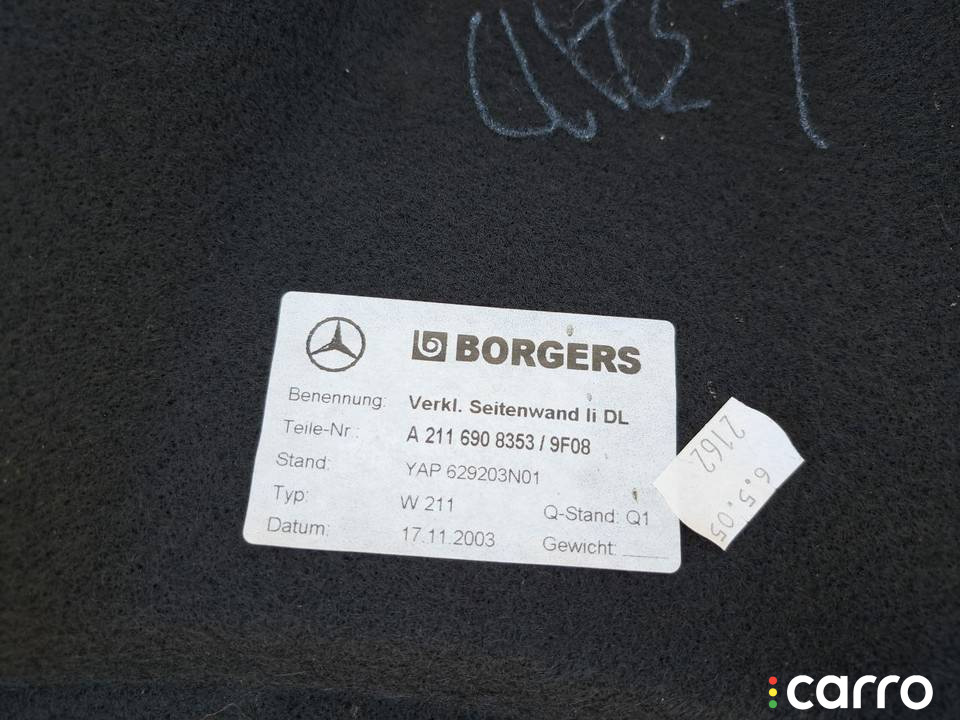 BORGERS
Benennung: Verkl. Seitenwand li DL
Teile-Nr.: A 211 690 8353 / 9F08
Stand: YAP 629203N01
Typ: W 211 Q-Stand: Q1
Datum: 17.11.2003 Gewicht: ____
2162
6.5.05
carro